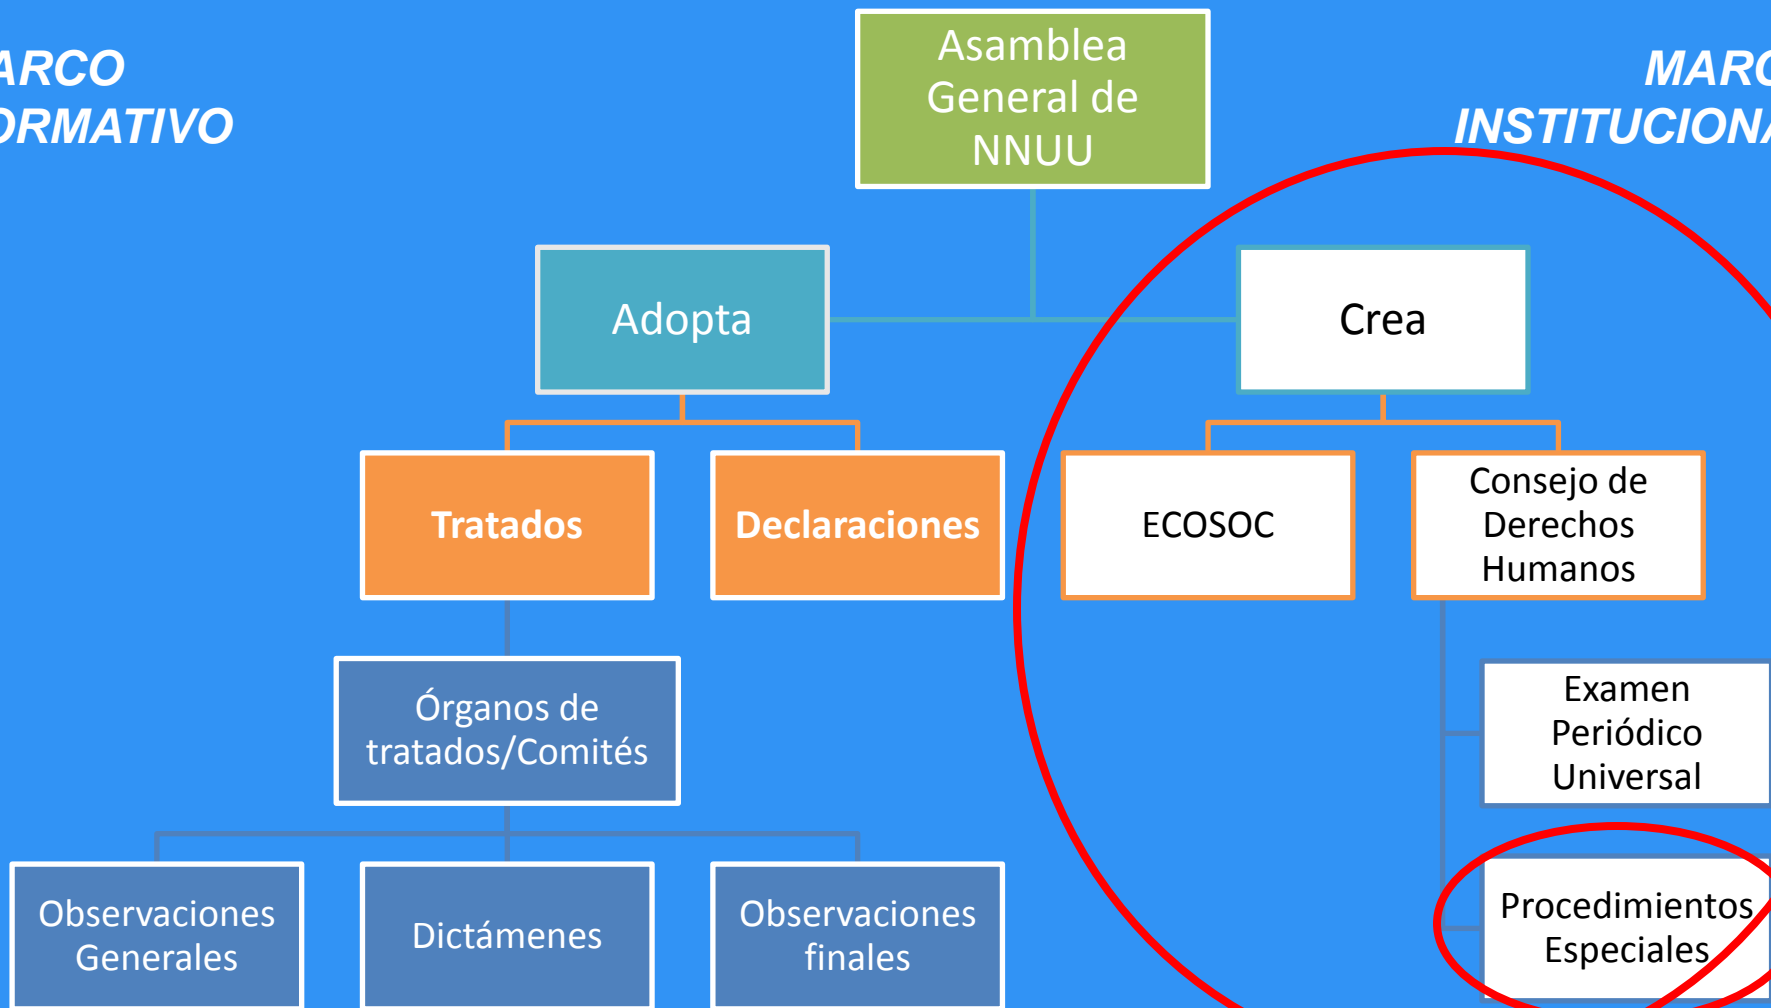 ARCO
ORMATIVO
Asamblea
General de
NNUU
MARC
INSTITUCIONA
Adopta
Crea
Tratados
Declaraciones
ECOSOC
Consejo de
Derechos
Humanos
Órganos de
tratados/Comités
Examen
Periódico
Universal
Observaciones
Generales
Dictámenes
Observaciones
finales
Procedimientos
Especiales